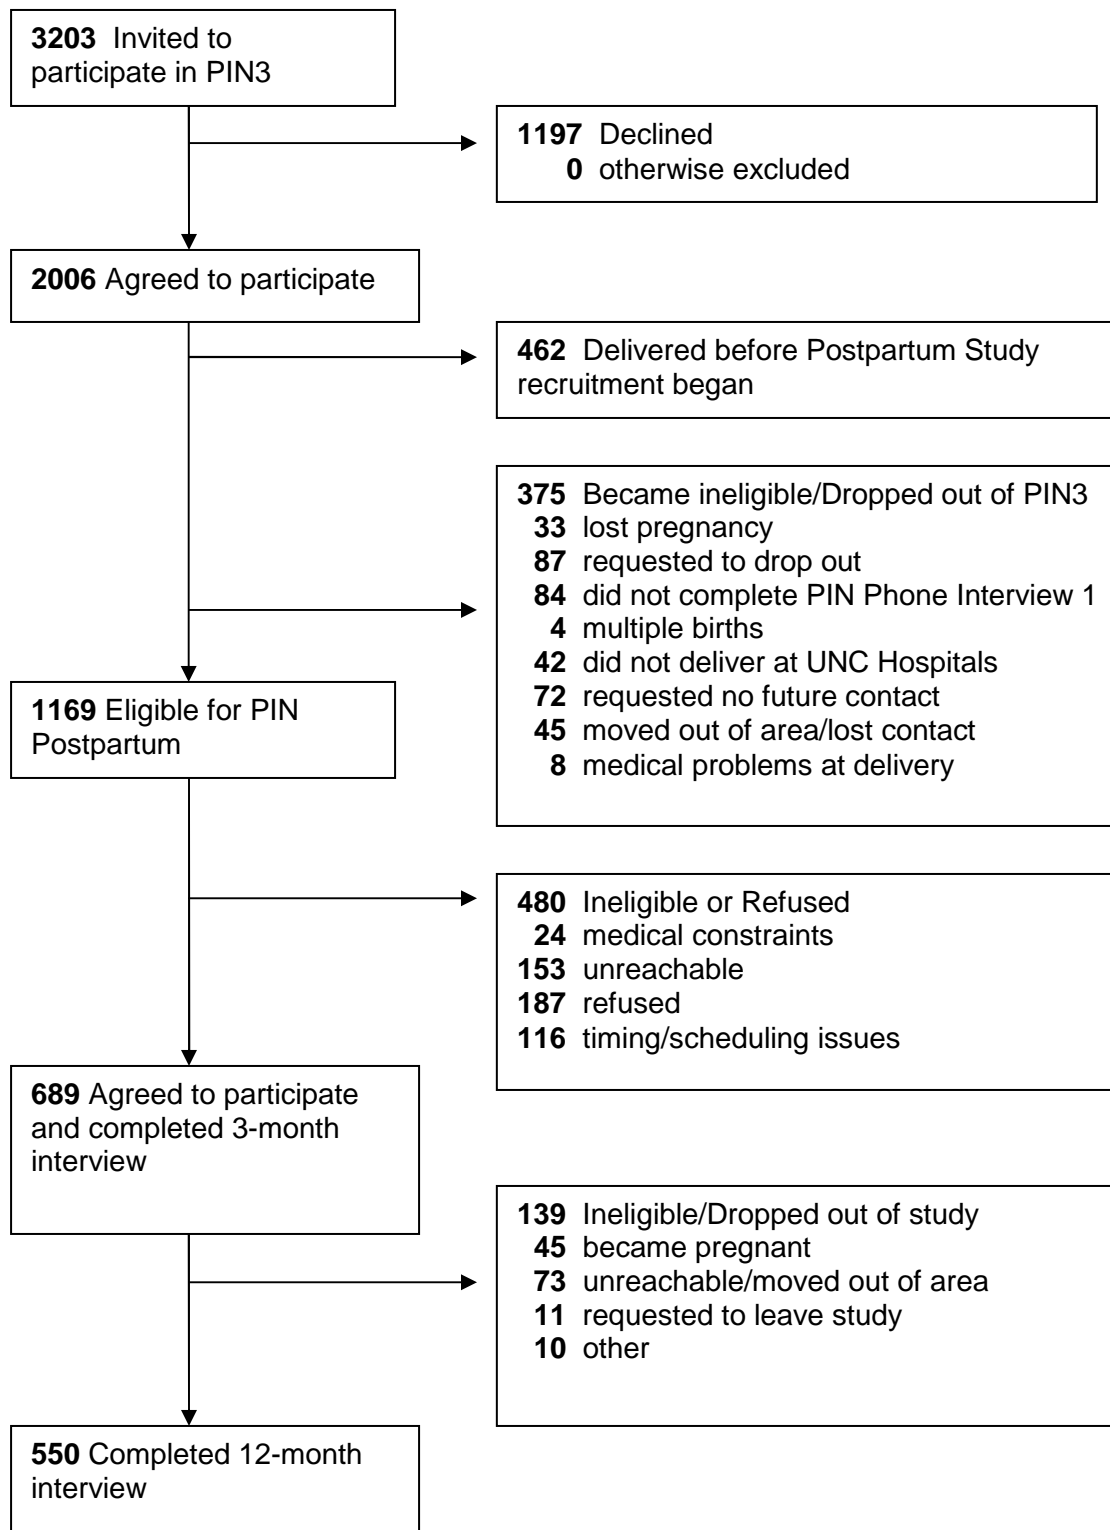 3203 Invited to
participate in PIN3
1197 Declined
0 otherwise excluded
2006 Agreed to participate
462 Delivered before Postpartum Study
recruitment began
375 Became ineligible/Dropped out of PIN3
33 lost pregnancy
87 requested to drop out
84 did not complete PIN Phone Interview 1
4 multiple births
42 did not deliver at UNC Hospitals
72 requested no future contact
45 moved out of area/lost contact
8 medical problems at delivery
1169 Eligible for PIN
Postpartum
480 Ineligible or Refused
24 medical constraints
153 unreachable
187 refused
116 timing/scheduling issues
689 Agreed to participate
and completed 3-month
interview
139 Ineligible/Dropped out of study
45 became pregnant
73 unreachable/moved out of area
11 requested to leave study
10 other
550 Completed 12-month
interview